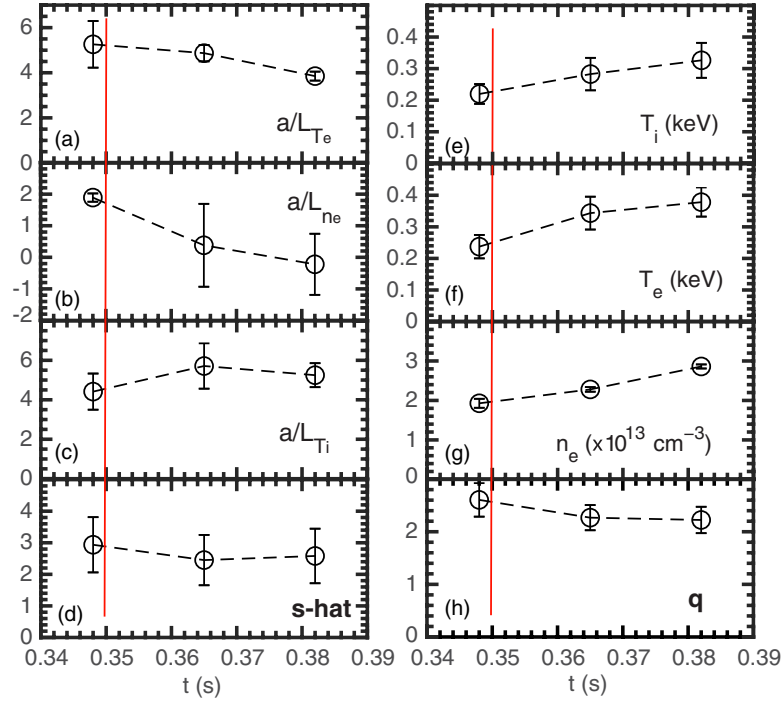 6
4
2
0
(a)
a/L_Te
2
1
0
-1
-2
(b)
a/L_ne
6
4
2
0
(c)
a/L_Ti
6
4
2
0
(d)
s-hat
0.34 0.35 0.36 0.37 0.38 0.39
t (s)
0.4
0.3
0.2
0.1
0
(e)
T_i (keV)
0.4
0.3
0.2
0.1
0
(f)
T_e (keV)
3
2
1
0
(g)
n_e (x10^13 cm^−3)
2
1
0
(h)
q
0.34 0.35 0.36 0.37 0.38 0.39
t (s)